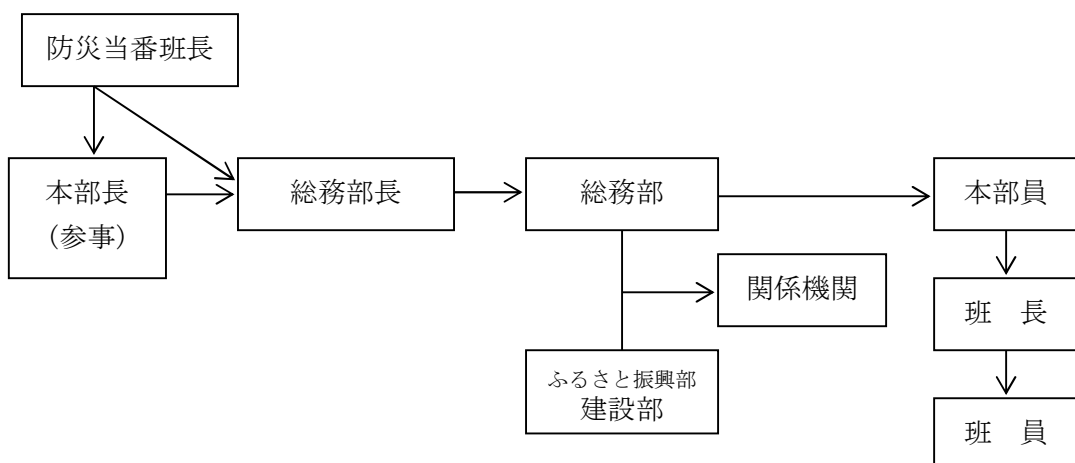 防災当番班長
本部長
(参事)
総務部長
総務部
本部員
関係機関
班　長
ふるさと振興部
建設部
班　員